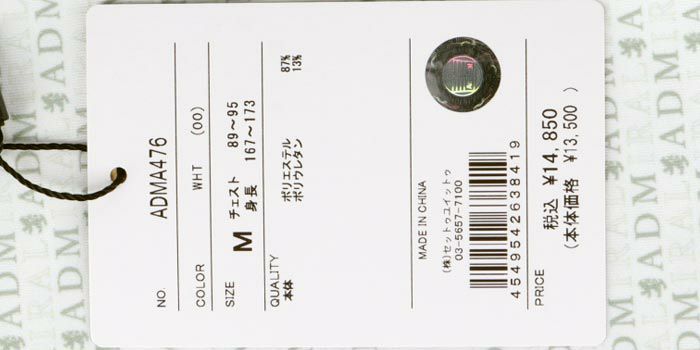 NO. ADMA476
COLOR WHT (00)
SIZE M チェスト 89～95
身長 167～173
QUALITY
本体 ポリエステル 87%
ポリウレタン 13%
MADE IN CHINA
(株)セットゥユイットゥ
03-5657-7100
4549542638419
PRICE 税込 ¥14,850
(本体価格 ¥13,500)
ADMIRAL
ADMIRAL
ADM
ADM